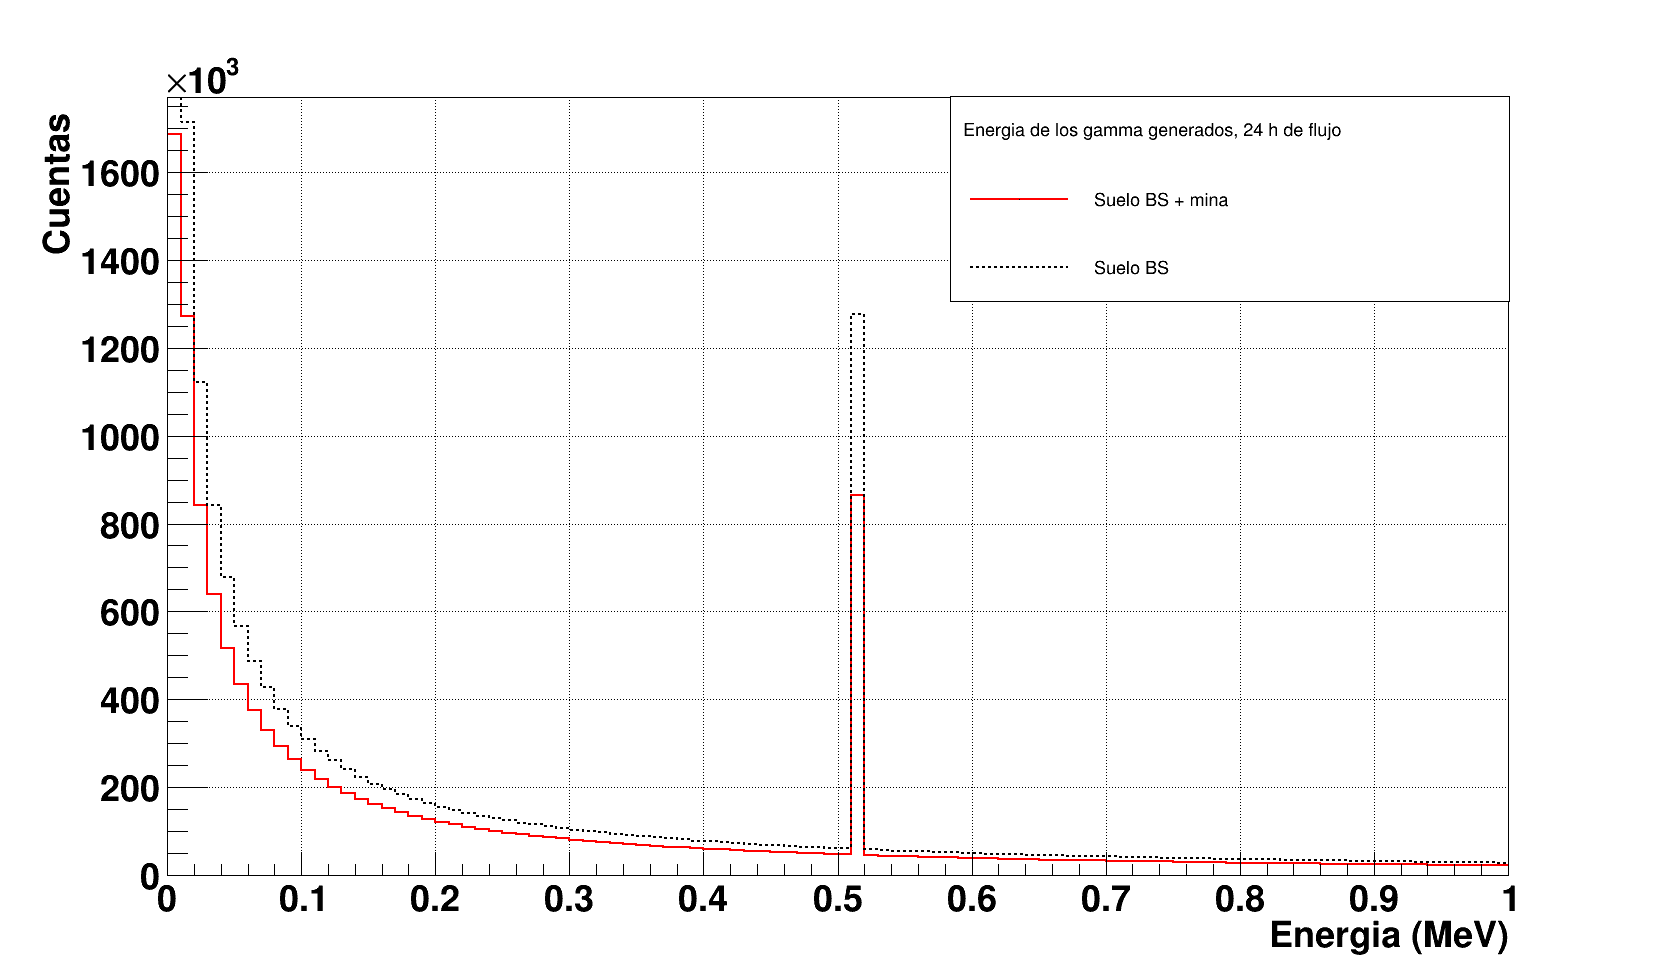 ×10³
Cuentas
1600
1400
1200
1000
800
600
400
200
0
Energia de los gamma generados, 24 h de flujo
Suelo BS + mina
Suelo BS
0 0.1 0.2 0.3 0.4 0.5 0.6 0.7 0.8 0.9 1
Energia (MeV)